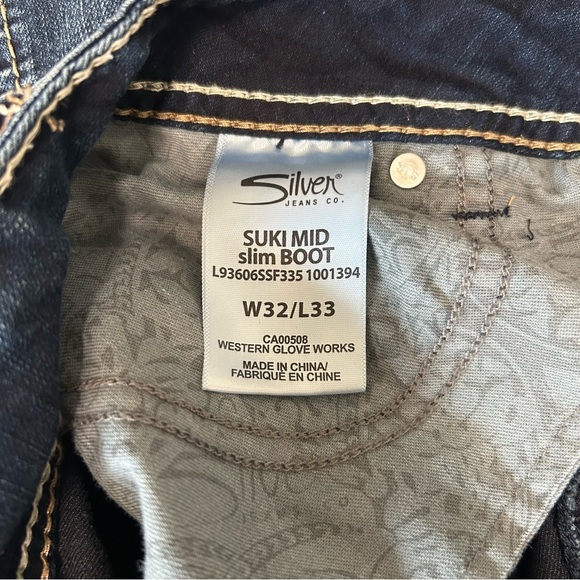 Silver®
JEANS CO.
SUKI MID
slim BOOT
L93606SSF335 1001394
W32/L33
CA00508
WESTERN GLOVE WORKS
MADE IN CHINA/
FABRIQUÉ EN CHINE